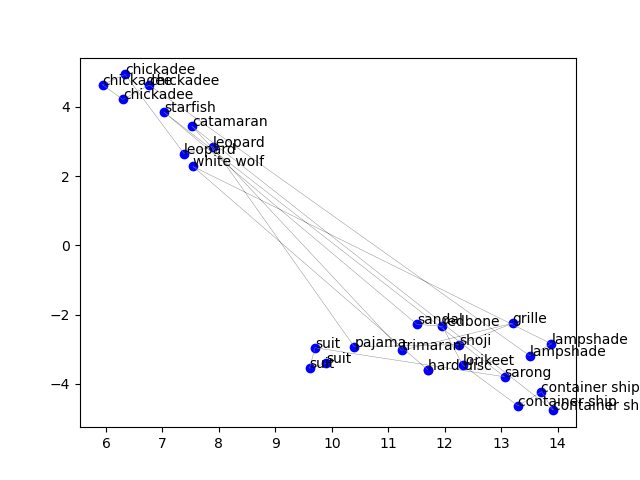 chickadee
chickadee
chickadee
chickadee
starfish
catamaran
leopard
leopard
white wolf
4
2
0
−2
−4
sandal
redbone
grille
suit
pajama
trimaran
shoji
lampshade
lampshade
suit
suit
hard disc
lorikeet
sarong
container ship
container ship
container sh
6
7
8
9
10
11
12
13
14